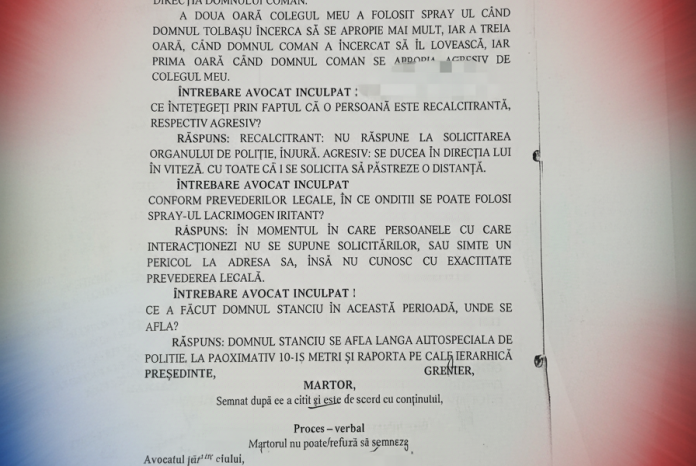 DIRECȚIA DOMNULUI COMAN.
A DOUA OARĂ COLEGUL MEU A FOLOSIT SPRAY UL CÂND
DOMNUL TOLBAȘU ÎNCERCA SĂ SE APROPIE MAI MULT, IAR A TREIA
OARĂ, CÂND DOMNUL COMAN A ÎNCERCAT SĂ ÎL LOVEASCĂ, IAR
PRIMA OARĂ CÂND DOMNUL COMAN SE APROPIA AGRESIV DE
COLEGUL MEU.
ÎNTREBARE AVOCAT INCULPAT :
CE ÎNȚEȚEGEȚI PRIN FAPTUL CĂ O PERSOANĂ ESTE RECALCITRANTĂ,
RESPECTIV AGRESIV?
RĂSPUNS: RECALCITRANT: NU RĂSPUNE LA SOLICITAREA
ORGANULUI DE POLIȚIE, ÎNJURĂ. AGRESIV: SE DUCEA ÎN DIRECȚIA LUI
ÎN VITEZĂ. CU TOATE CĂ I SE SOLICITA SĂ PĂSTREZE O DISTANȚĂ.
ÎNTREBARE AVOCAT INCULPAT
CONFORM PREVEDERILOR LEGALE, ÎN CE ONDITII SE POATE FOLOSI
SPRAY-UL LACRIMOGEN IRITANT?
RĂSPUNS: ÎN MOMENTUL ÎN CARE PERSOANELE CU CARE
INTERACTIONEZI NU SE SUPUNE SOLICITĂRILOR, SAU SIMTE UN
PERICOL LA ADRESA SA, ÎNSĂ NU CUNOSC CU EXACTITATE
PREVEDEREA LEGALĂ.
ÎNTREBARE AVOCAT INCULPAT !
CE A FĂCUT DOMNUL STANCIU ÎN ACEASTĂ PERIOADĂ, UNDE SE
AFLA?
RĂSPUNS: DOMNUL STANCIU SE AFLA LANGA AUTOSPECIALA DE
POLITIE, LA PAOXIMATIV 10-15 METRI ȘI RAPORTA PE CALE IERARHICĂ
PREȘEDINTE, GREFIER,
MARTOR,
Semnat după ce a citit și este de scord cu conținutul,
Proces – verbal
Martorul nu poate/refuză să semneze
Avocatul